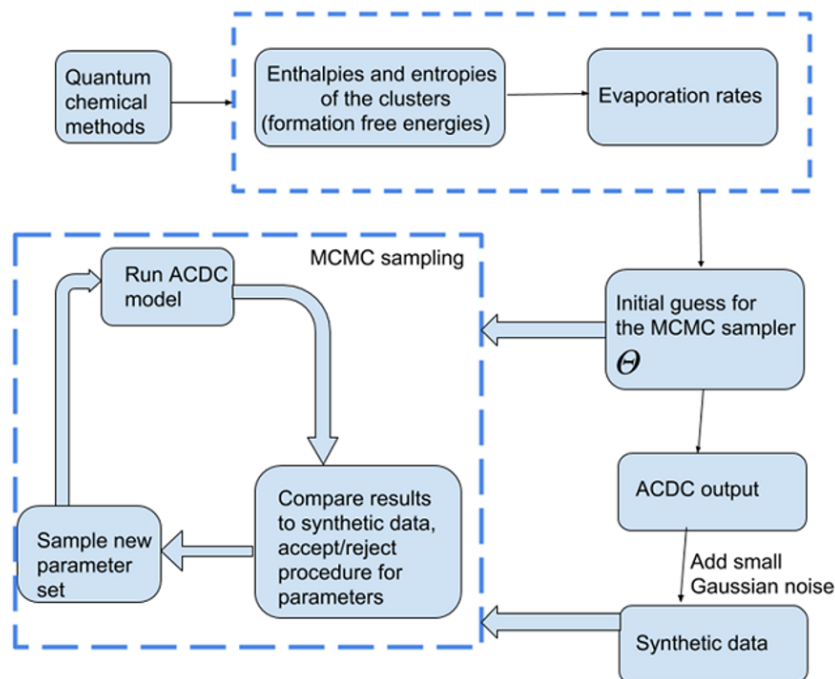 Quantum
chemical
methods
Enthalpies and entropies
of the clusters
(formation free energies)
Evaporation rates
MCMC sampling
Run ACDC
model
Initial guess for
the MCMC sampler
Θ
Compare results
to synthetic data,
accept/reject
procedure for
parameters
Sample new
parameter
set
ACDC output
Add small
Gaussian noise
Synthetic data